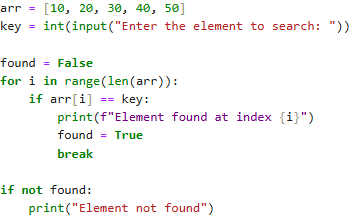 arr = [10, 20, 30, 40, 50]
key = int(input("Enter the element to search: "))

found = False
for i in range(len(arr)):
    if arr[i] == key:
        print(f"Element found at index {i}")
        found = True
        break

if not found:
    print("Element not found")